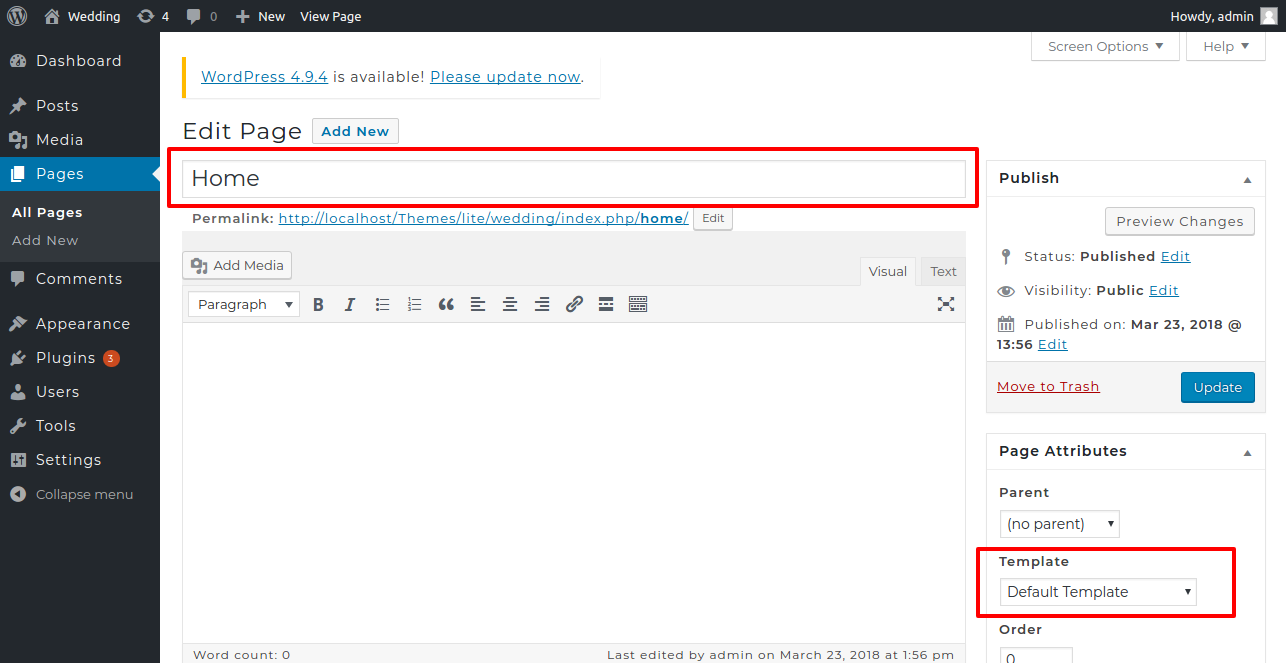 Wedding 4 0 New View Page Howdy, admin
Dashboard
Posts
Media
Pages
All Pages
Add New
Comments
Appearance
Plugins 3
Users
Tools
Settings
Collapse menu
Screen Options Help
WordPress 4.9.4 is available! Please update now.
Edit Page Add New
Home
Permalink: http://localhost/Themes/lite/wedding/index.php/home/ Edit
Add Media
Visual Text
Paragraph
Word count: 0 Last edited by admin on March 23, 2018 at 1:56 pm
Publish
Preview Changes
Status: Published Edit
Visibility: Public Edit
Published on: Mar 23, 2018 @
13:56 Edit
Move to Trash Update
Page Attributes
Parent
(no parent)
Template
Default Template
Order
0